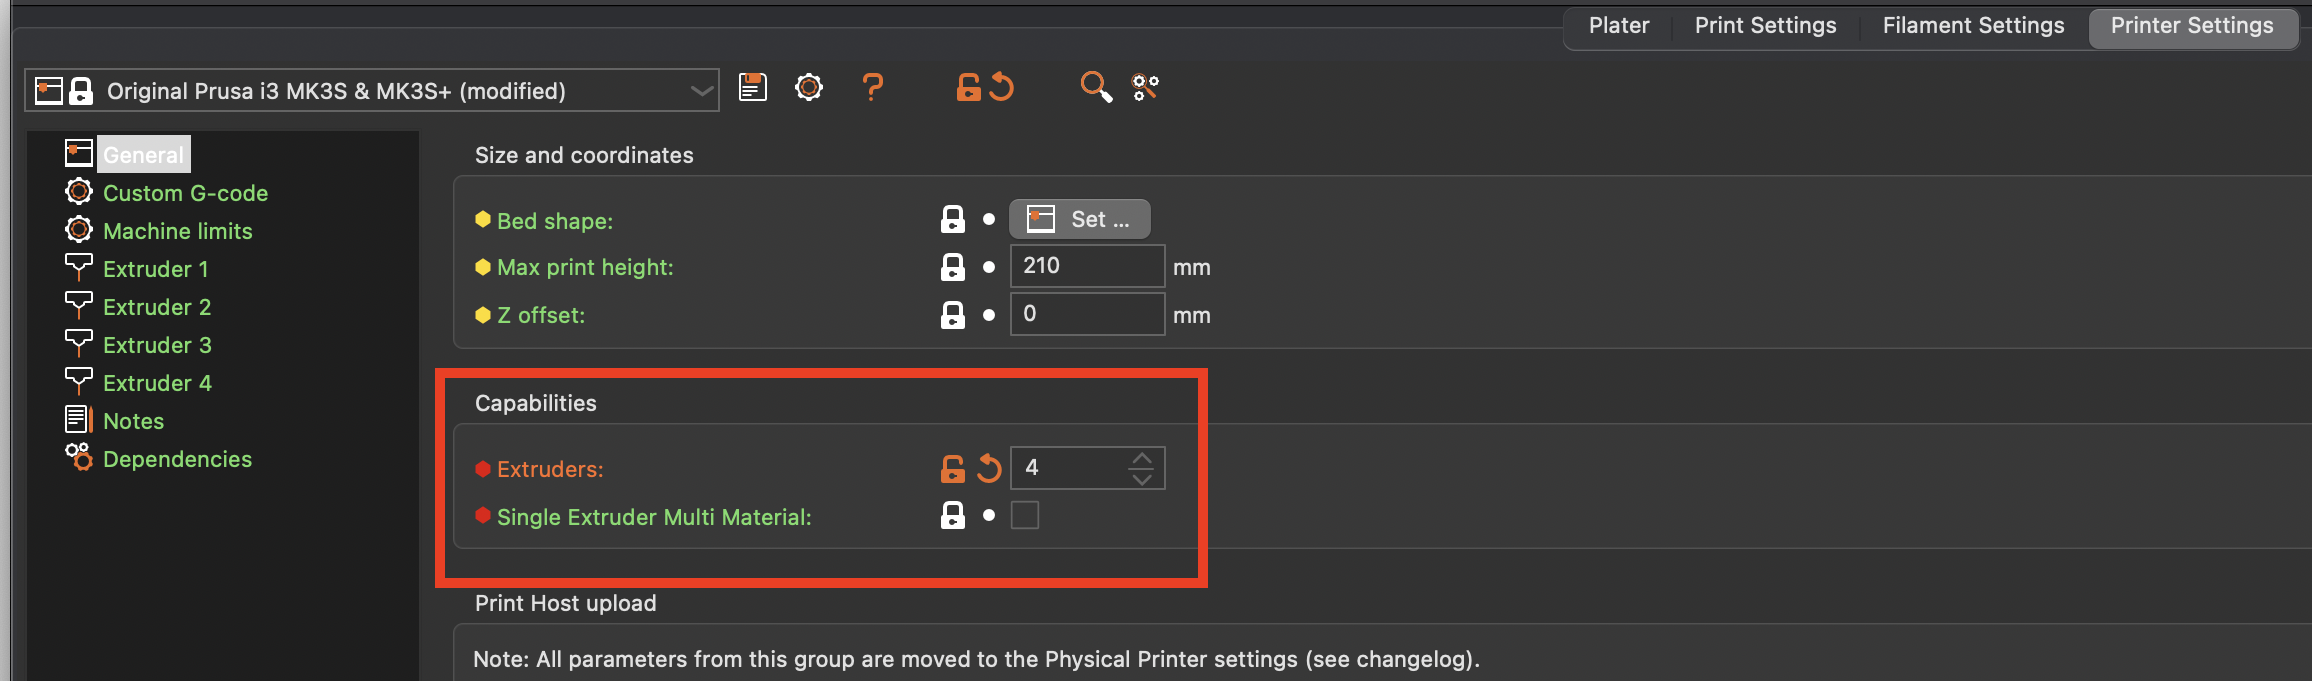 Plater Print Settings Filament Settings Printer Settings
Original Prusa i3 MK3S & MK3S+ (modified)
?
General
Custom G-code
Machine limits
Extruder 1
Extruder 2
Extruder 3
Extruder 4
Notes
Dependencies
Size and coordinates
Bed shape: Set ...
Max print height: 210 mm
Z offset: 0 mm
Capabilities
Extruders: 4
Single Extruder Multi Material:
Print Host upload
Note: All parameters from this group are moved to the Physical Printer settings (see changelog).